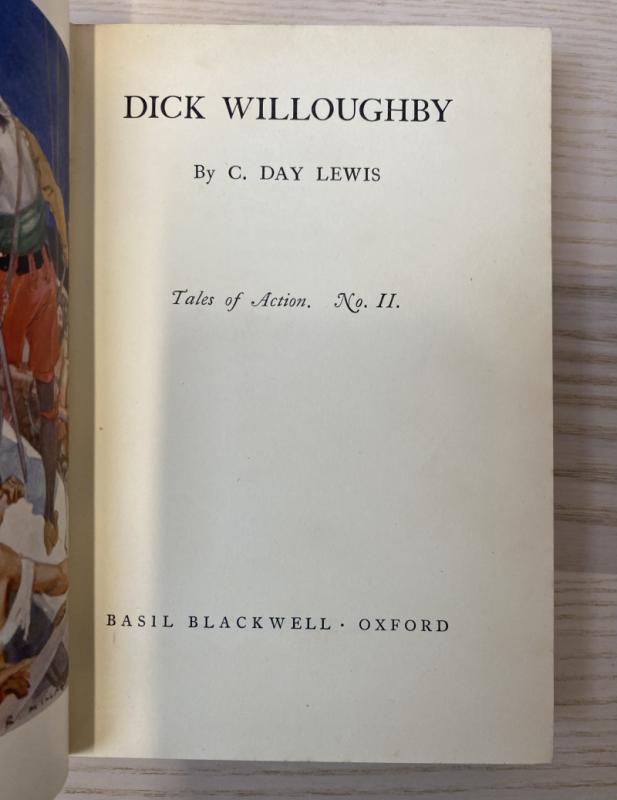 DICK WILLOUGHBY
By C. DAY LEWIS
Tales of Action. No. II.
BASIL BLACKWELL · OXFORD